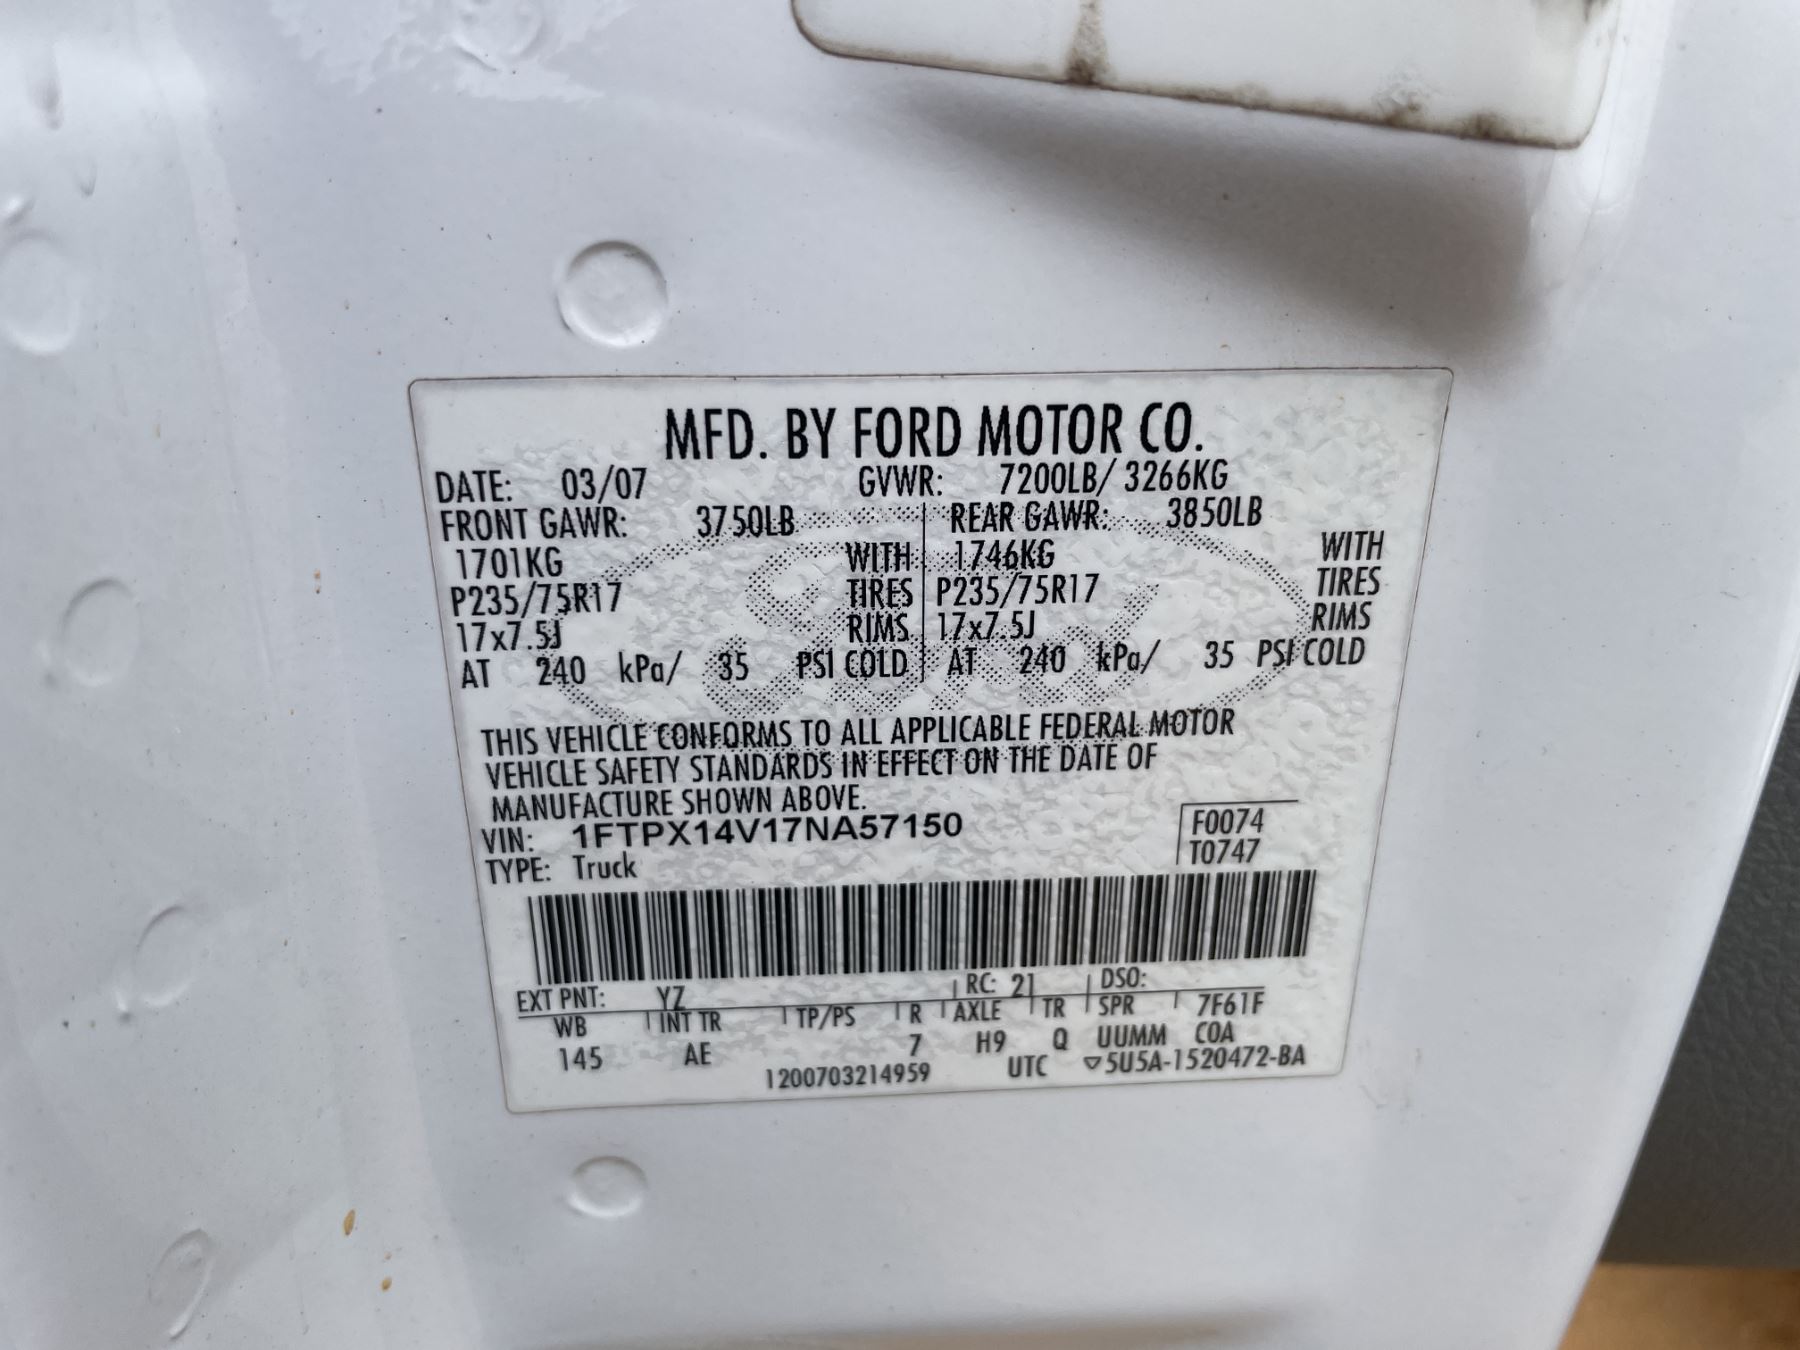 MFD. BY FORD MOTOR CO.
DATE: 03/07 GVWR: 7200LB/ 3266KG
FRONT GAWR: 3750LB REAR GAWR: 3850LB
1701KG WITH 1746KG WITH
P235/75R17 TIRES P235/75R17 TIRES
17x7.5J RIMS 17x7.5J RIMS
AT 240 kPa/ 35 PSI COLD AT 240 kPa/ 35 PSI COLD
THIS VEHICLE CONFORMS TO ALL APPLICABLE FEDERAL MOTOR
VEHICLE SAFETY STANDARDS IN EFFECT ON THE DATE OF
MANUFACTURE SHOWN ABOVE.
VIN: 1FTPX14V17NA57150 F0074
TYPE: Truck T0747
EXT PNT: YZ RC: 21 DSO:
WB INT TR TP/PS R AXLE TR SPR 7F61F
145 AE 7 H9 Q UUMM COA
1200703214959 UTC ▽5U5A-1520472-BA